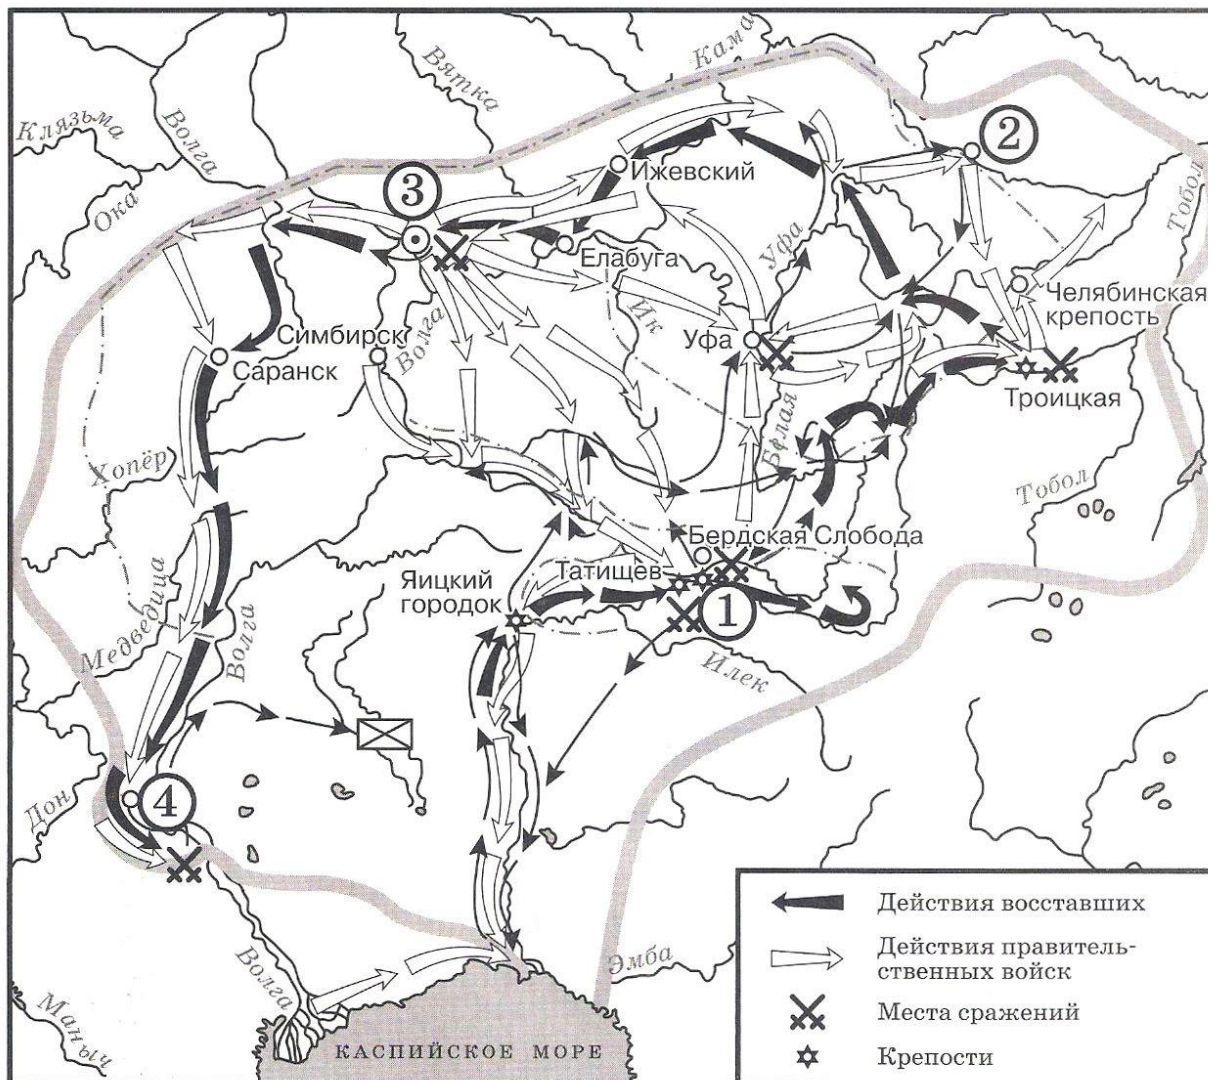 Кама
Вятка
Волга
Клязьма
Ока
2
3
Ижевский
Тобол
Елабуга
Уфа
Челябинская
крепость
Ик
Волга
Симбирск
Уфа
Саранск
Троицкая
Белая
Хопёр
Тобол
Бердская Слобода
Татищев
Яицкий
городок
1
Медведица
Волга
Илек
Дон
4
Волга
Эмба
Маныч
КАСПИЙСКОЕ МОРЕ
Действия восставших
Действия правитель-
ственных войск
Места сражений
Крепости